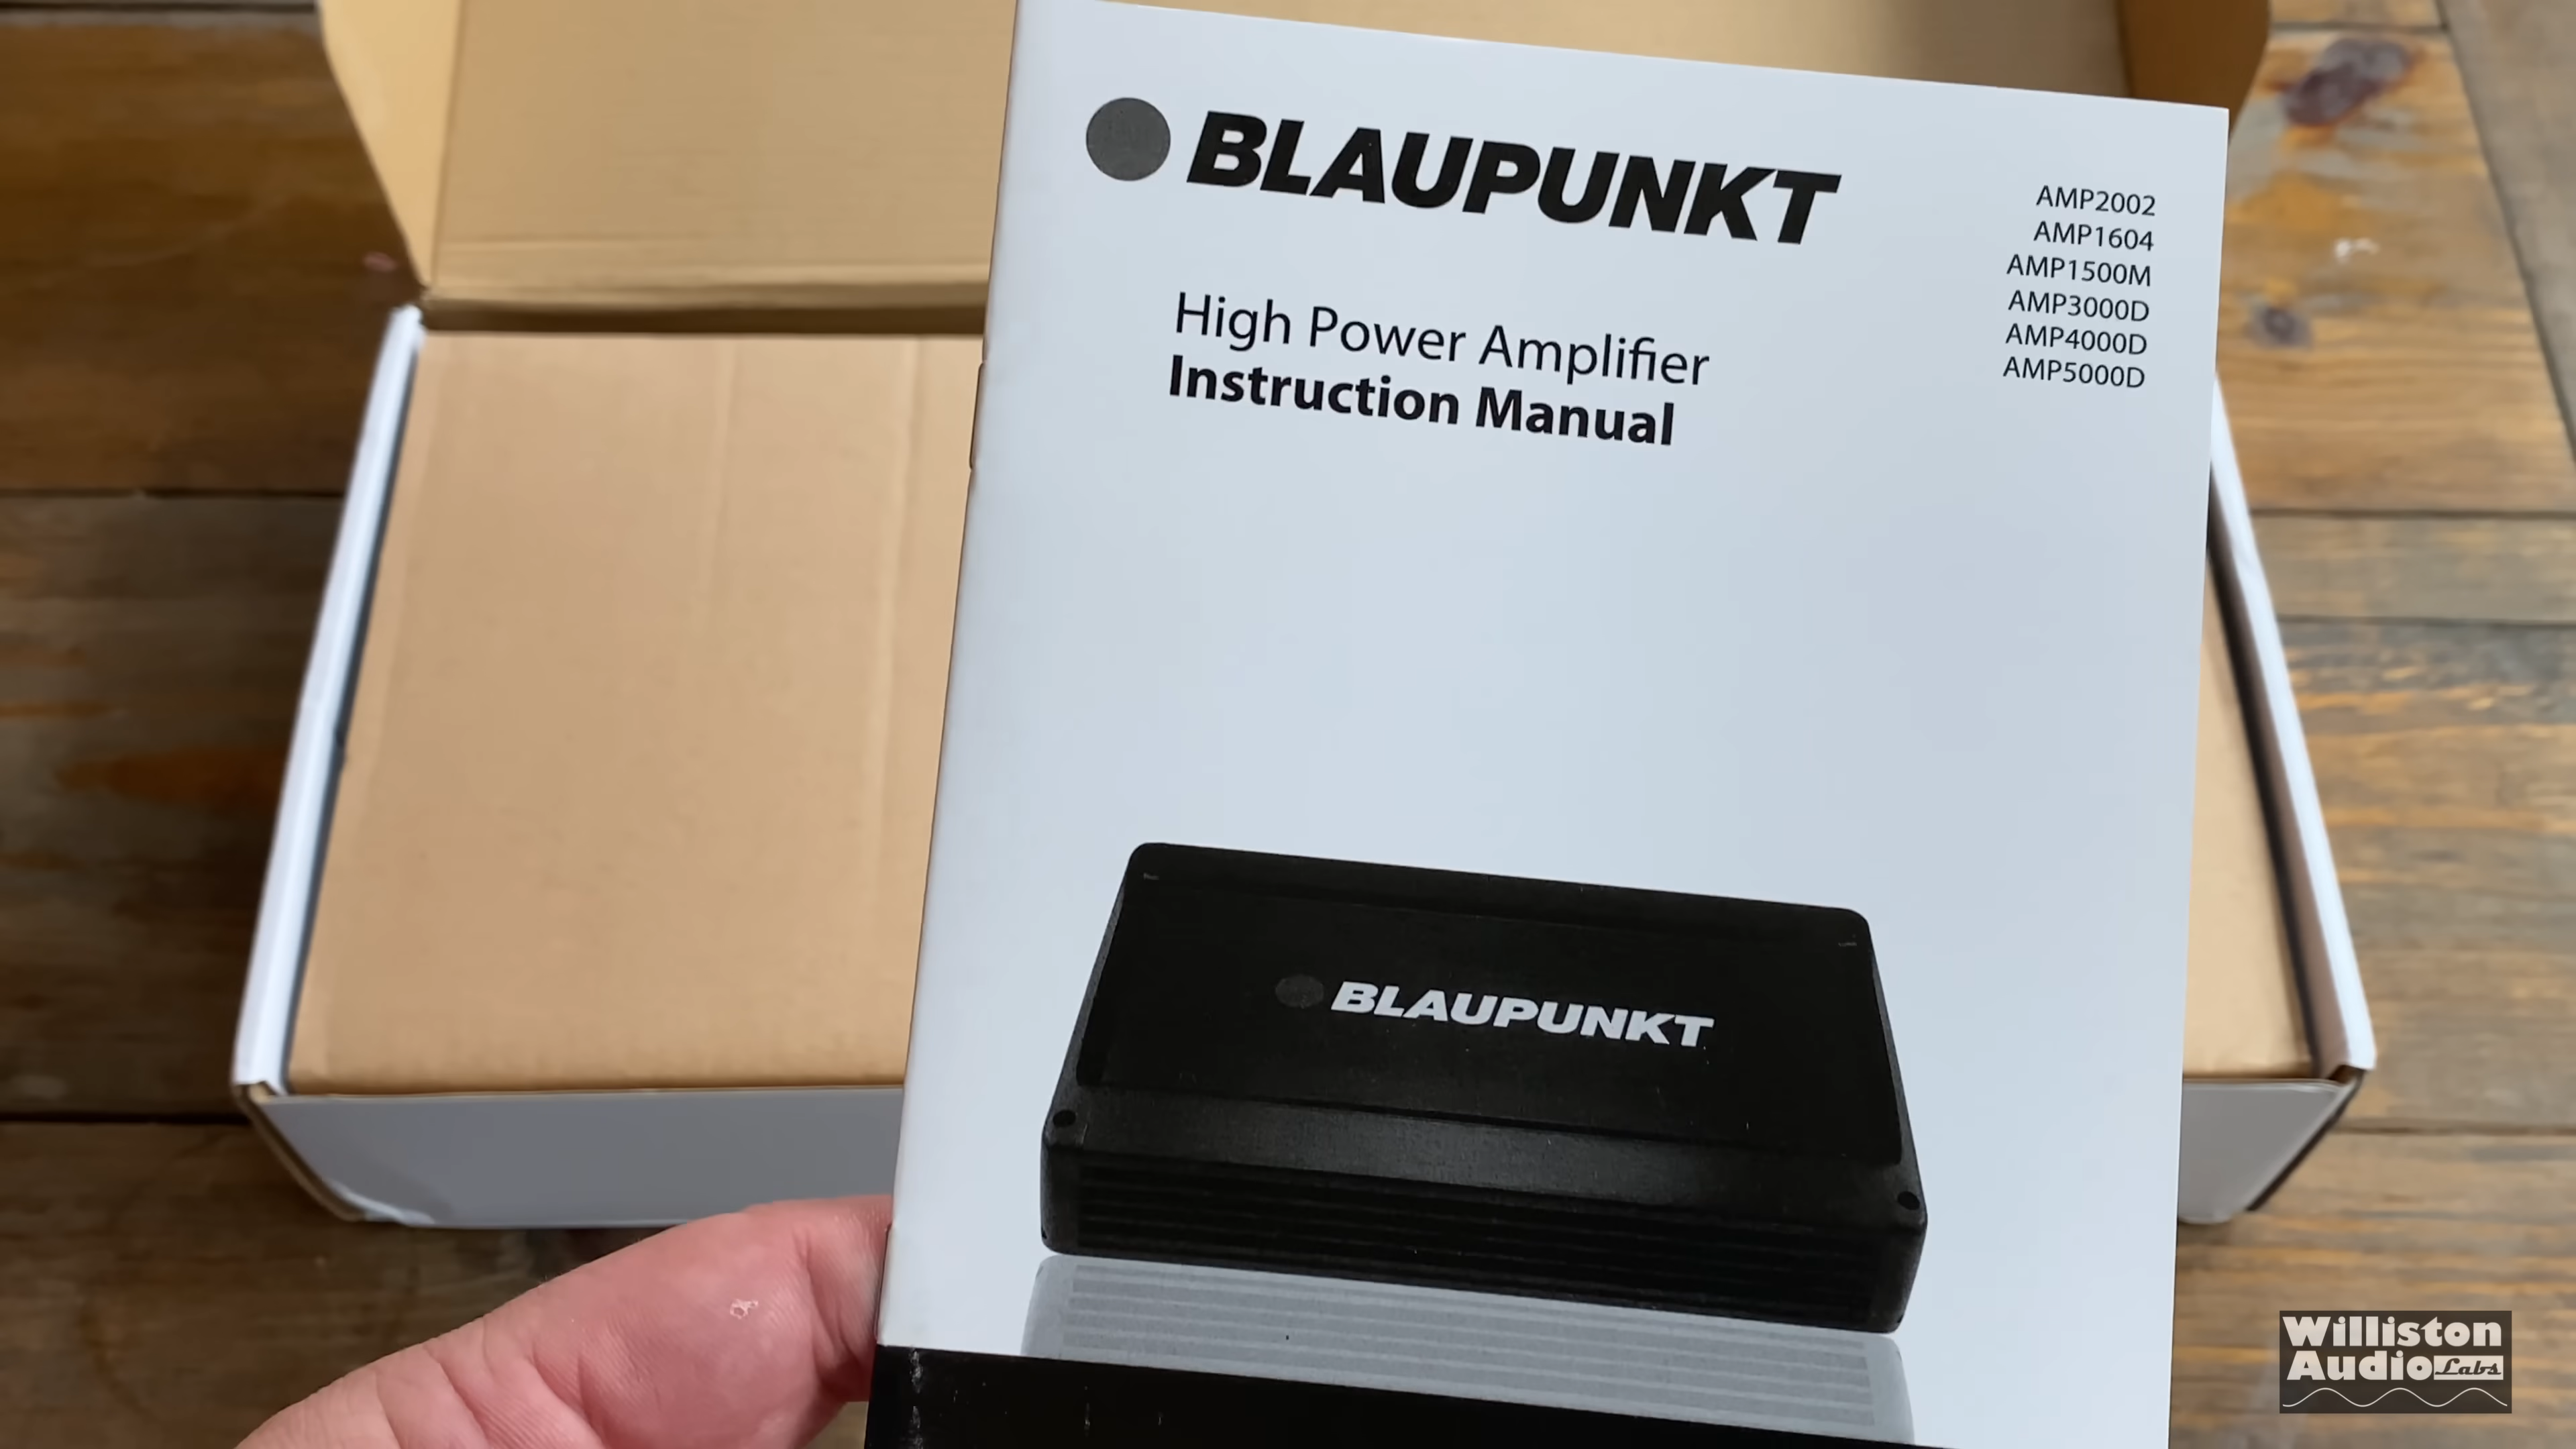 BLAUPUNKT
AMP2002
AMP1604
AMP1500M
AMP3000D
AMP4000D
AMP5000D
High Power Amplifier
Instruction Manual
BLAUPUNKT
Williston
Audio Labs